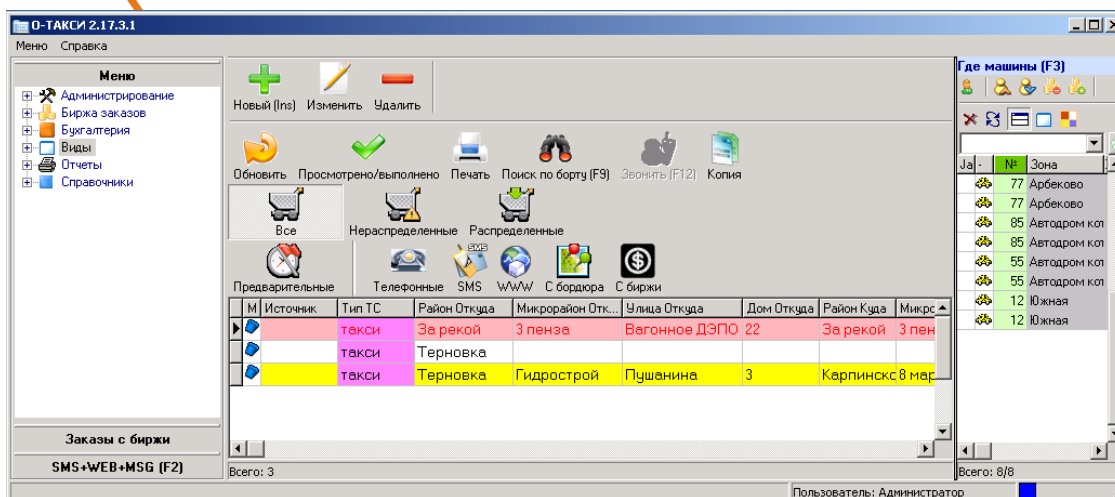 О-ТАКСИ 2.17.3.1
Меню Справка
Меню
Администрирование
Биржа заказов
Бухгалтерия
Виды
Отчеты
Справочники
Заказы с биржи
SMS+WEB+MSG (F2)
Новый (Ins) Изменить Удалить
Обновить Просмотрено/выполнено Печать Поиск по борту (F9) Звонить (F12) Копия
Все Нераспределенные Распределенные
SMS
Предварительные Телефонные SMS WWW С бордюра С биржи
М Источник Тип ТС Район Откуда Микрорайон Отк... Улица Откуда Дом Откуда Район Куда Микрс
такси За рекой 3 пенза Вагонное ДЭПО 22 За рекой 3 пен
такси Терновка
такси Терновка Гидрострой Пушанина 3 Карпинскс 8 мар
Всего: 3
Где машины (F3)
Ja - № Зона
77 Арбеково
77 Арбеково
85 Автодром кот
85 Автодром кот
55 Автодром кот
55 Автодром кот
12 Южная
12 Южная
Всего: 8/8
Пользователь: Администратор